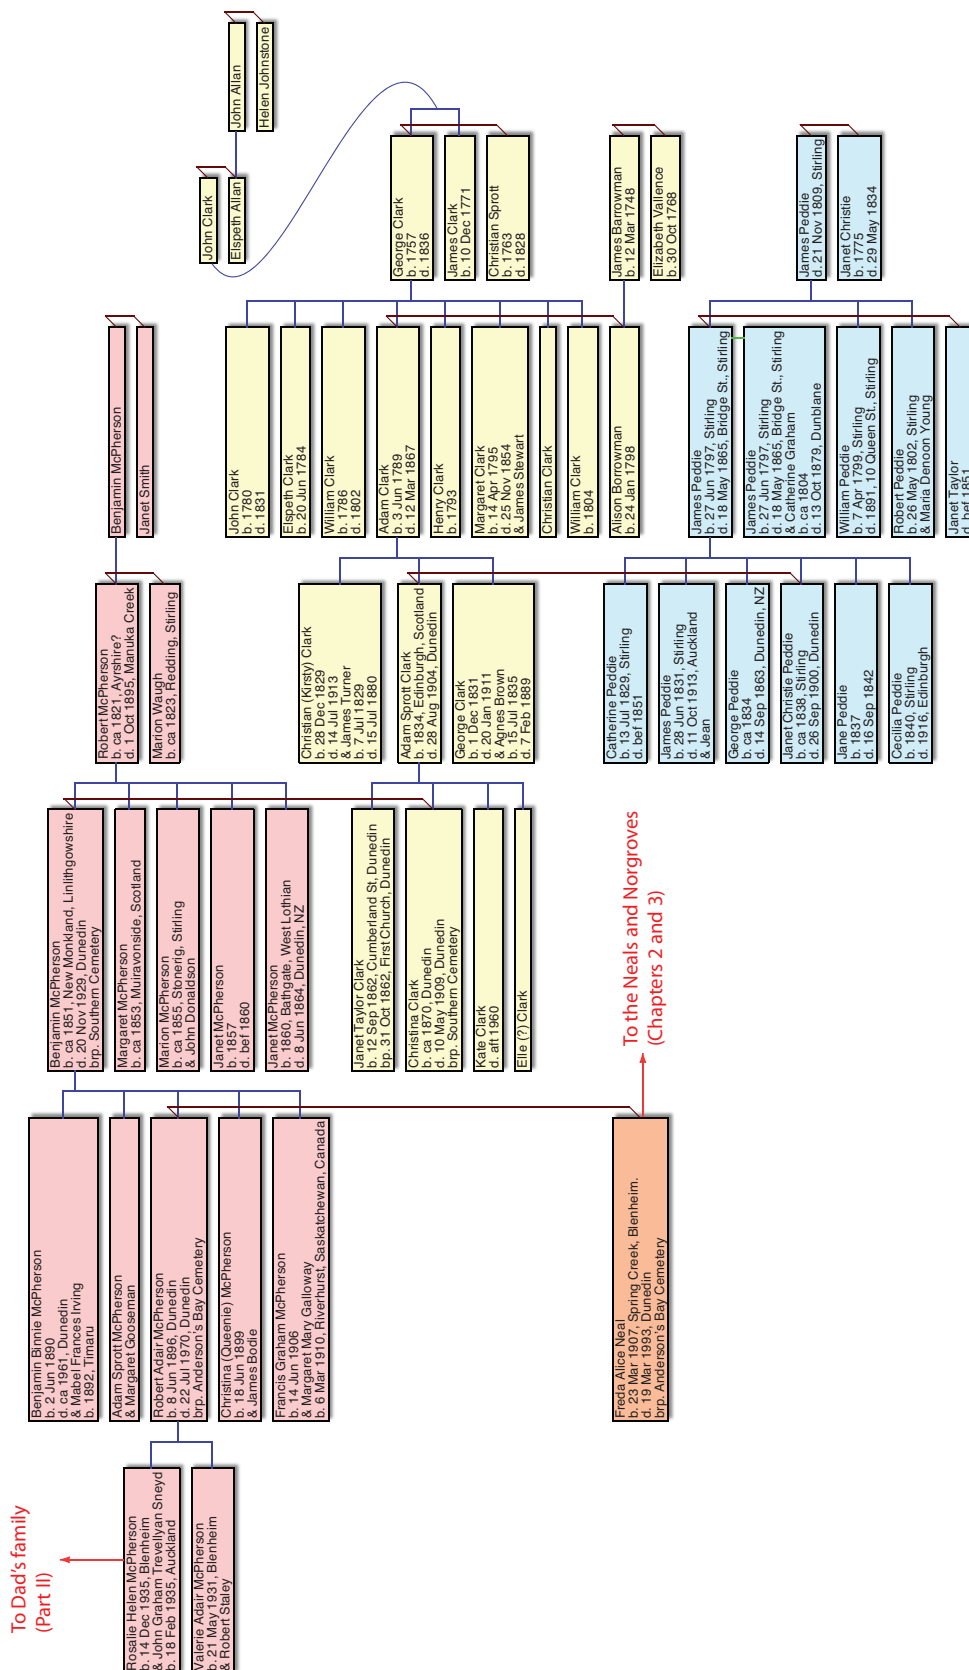 To Dad's family
(Part II)
Rosalie Helen McPherson
b. 14 Dec 1935, Blenheim
& John Graham Trevellyan Sneyd
b. 18 Feb 1935, Auckland
Valerie Adair McPherson
b. 21 May 1931, Blenheim
& Robert Staley
Benjamin Binnie McPherson
b. 2 Jun 1890
d. ca 1961, Dunedin
& Mabel Frances Irving
b. 1892, Timaru
Adam Sprott McPherson
& Margaret Gooseman
Robert Adair McPherson
b. 8 Jun 1896, Dunedin
d. 22 Jul 1970, Dunedin
brp. Anderson's Bay Cemetery
Christina (Queenie) McPherson
b. 18 Jun 1899
& James Bodie
Francis Graham McPherson
b. 14 Jun 1906
& Margaret Mary Galloway
b. 6 Mar 1910, Riverhurst, Saskatchewan, Canada
Freda Alice Neal
b. 23 Mar 1907, Spring Creek, Blenheim.
d. 19 Mar 1993, Dunedin
brp. Anderson's Bay Cemetery
To the Neals and Norgroves
(Chapters 2 and 3)
Benjamin McPherson
b. ca 1851, New Monkland, Linlithgowshire
d. 20 Nov 1929, Dunedin
brp. Southern Cemetery
Margaret McPherson
b. ca 1853, Muiravonside, Scotland
Marion McPherson
b. ca 1855, Stonerig, Stirling
& John Donaldson
Janet McPherson
b. 1857
d. bef 1860
Janet McPherson
b. 1860, Bathgate, West Lothian
d. 8 Jun 1864, Dunedin, NZ
Janet Taylor Clark
b. 12 Sep 1862, Cumberland St, Dunedin
bp. 31 Oct 1862, First Church, Dunedin
Christina Clark
b. ca 1870, Dunedin
d. 10 May 1909, Dunedin
brp. Southern Cemetery
Kate Clark
d. aft 1960
Elle (?) Clark
Robert McPherson
b. ca 1821, Ayrshire?
d. 1 Oct 1895, Manuka Creek
Marion Waugh
b. ca 1823, Redding, Stirling
Christian (Kirsty) Clark
b. 28 Dec 1829
d. 14 Jul 1913
& James Turner
b. 7 Jul 1829
d. 15 Jul 1880
Adam Sprott Clark
b. 1834, Edinburgh, Scotland
d. 28 Aug 1904, Dunedin
George Clark
b. 1 Dec 1831
d. 20 Jan 1911
& Agnes Brown
b. 15 Jul 1835
d. 7 Feb 1889
Catherine Peddie
b. 13 Jul 1829, Stirling
d. bef 1851
James Peddie
b. 28 Jun 1831, Stirling
d. 11 Oct 1913, Auckland
& Jean
George Peddie
b. ca 1834
d. 14 Sep 1863, Dunedin, NZ
Janet Christie Peddie
b. ca 1838, Stirling
d. 26 Sep 1900, Dunedin
Jane Peddie
b. 1837
d. 16 Sep 1842
Cecilia Peddie
b. 1840, Stirling
d. 1916, Edinburgh
Benjamin McPherson
Janet Smith
John Clark
b. 1780
d. 1831
Elspeth Clark
b. 20 Jun 1784
William Clark
b. 1786
d. 1802
Adam Clark
b. 3 Jun 1789
d. 12 Mar 1867
Henry Clark
b. 1793
Margaret Clark
b. 14 Apr 1795
d. 25 Nov 1854
& James Stewart
Christian Clark
William Clark
b. 1804
Alison Borrowman
b. 24 Jan 1798
James Peddie
b. 27 Jun 1797, Stirling
d. 18 May 1865, Bridge St., Stirling
James Peddie
b. 27 Jun 1797, Stirling
d. 18 May 1865, Bridge St., Stirling
& Catherine Graham
b. ca 1804
d. 13 Oct 1879, Dunblane
William Peddie
b. 7 Apr 1799, Stirling
d. 1891, 10 Queen St., Stirling
Robert Peddie
b. 26 May 1802, Stirling
& Maria Denoon Young
Janet Taylor
d. bef 1851
John Clark
Elspeth Allan
George Clark
b. 1757
d. 1836
James Clark
b. 10 Dec 1771
Christian Sprott
b. 1763
d. 1828
James Barrowman
b. 12 Mar 1748
Elizabeth Vallence
b. 30 Oct 1768
James Peddie
d. 21 Nov 1809, Stirling
Janet Christie
b. 1775
d. 29 May 1834
John Allan
Helen Johnstone